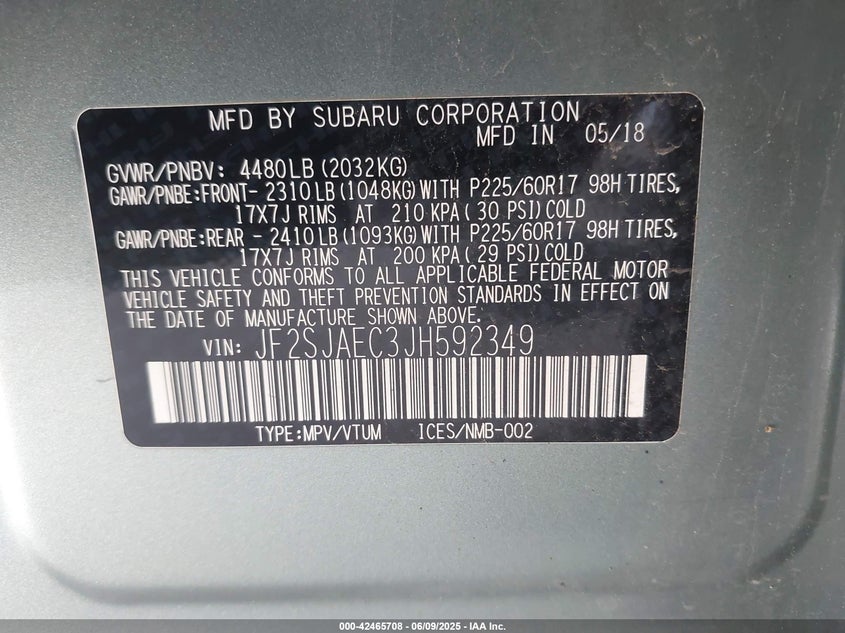 MFD BY SUBARU CORPORATION
MFD IN 05/18
GVWR/PNBV: 4480LB (2032KG)
GAWR/PNBE:FRONT- 2310LB (1048KG) WITH P225/60R17 98H TIRES,
17X7J RIMS AT 210 KPA ( 30 PSI) COLD
GAWR/PNBE:REAR - 2410LB (1093KG) WITH P225/60R17 98H TIRES,
17X7J RIMS AT 200 KPA ( 29 PSI) COLD
THIS VEHICLE CONFORMS TO ALL APPLICABLE FEDERAL MOTOR
VEHICLE SAFETY AND THEFT PREVENTION STANDARDS IN EFFECT ON
THE DATE OF MANUFACTURE SHOWN ABOVE.
VIN: JF2SJAEC3JH592349
TYPE:MPV/VTUM ICES/NMB-002
000-42465708 - 06/09/2025 - IAA Inc.